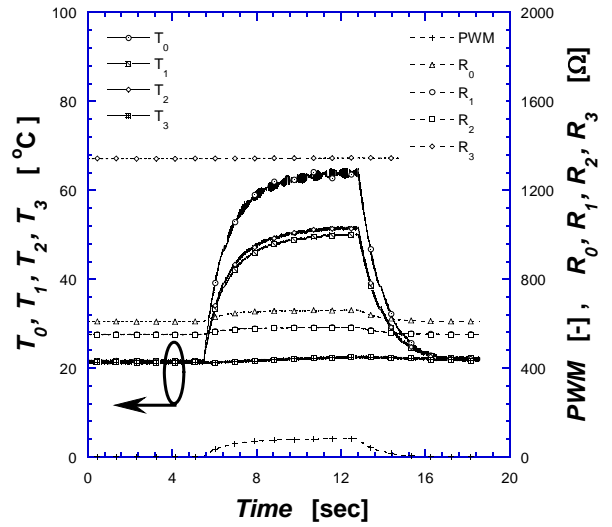 100
80
60
40
20
0
T0, T1, T2, T3 [ °C ]
T0
T1
T2
T3
PWM
R0
R1
R2
R3
2000
1600
1200
800
400
0
PWM [-] , R0, R1, R2, R3 [Ω]
0 4 8 12 16 20
Time [sec]